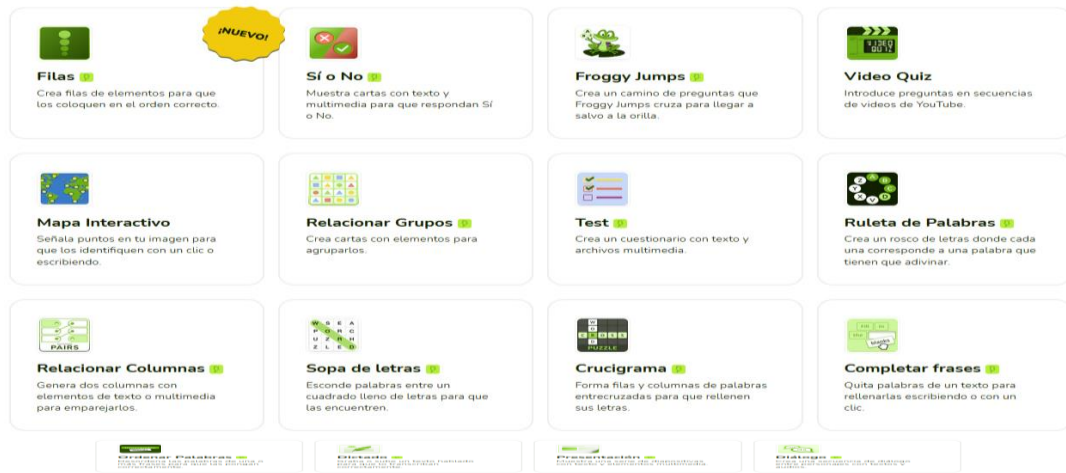 ¡NUEVO!
Filas
Crea filas de elementos para que
los coloquen en el orden correcto.
Sí o No
Muestra cartas con texto y
multimedia para que respondan Sí
o No.
Froggy Jumps
Crea un camino de preguntas que
Froggy Jumps cruza para llegar a
salvo a la orilla.
VIDEO
QUIZ
Video Quiz
Introduce preguntas en secuencias
de videos de YouTube.
Mapa Interactivo
Señala puntos en tu imagen para
que los identifiquen con un clic o
escribiendo.
Relacionar Grupos
Crea cartas con elementos para
agruparlos.
Test
Crea un cuestionario con texto y
archivos multimedia.
Ruleta de Palabras
Crea un rosco de letras donde cada
una corresponde a una palabra que
tienen que adivinar.
PAIRS
Relacionar Columnas
Genera dos columnas con
elementos de texto o multimedia
para emparejarlos.
W S E A
P O R C
U Z R H
Z L E D
Sopa de letras
Esconde palabras entre un
cuadrado lleno de letras para que
las encuentren.
PUZZLE
Crucigrama
Forma filas y columnas de palabras
entrecruzadas para que rellenen
sus letras.
blanks
Completar frases
Quita palabras de un texto para
rellenarlas escribiendo o con un
clic.
Ordenar Palabras
Dictado
Presentación
Diálogo